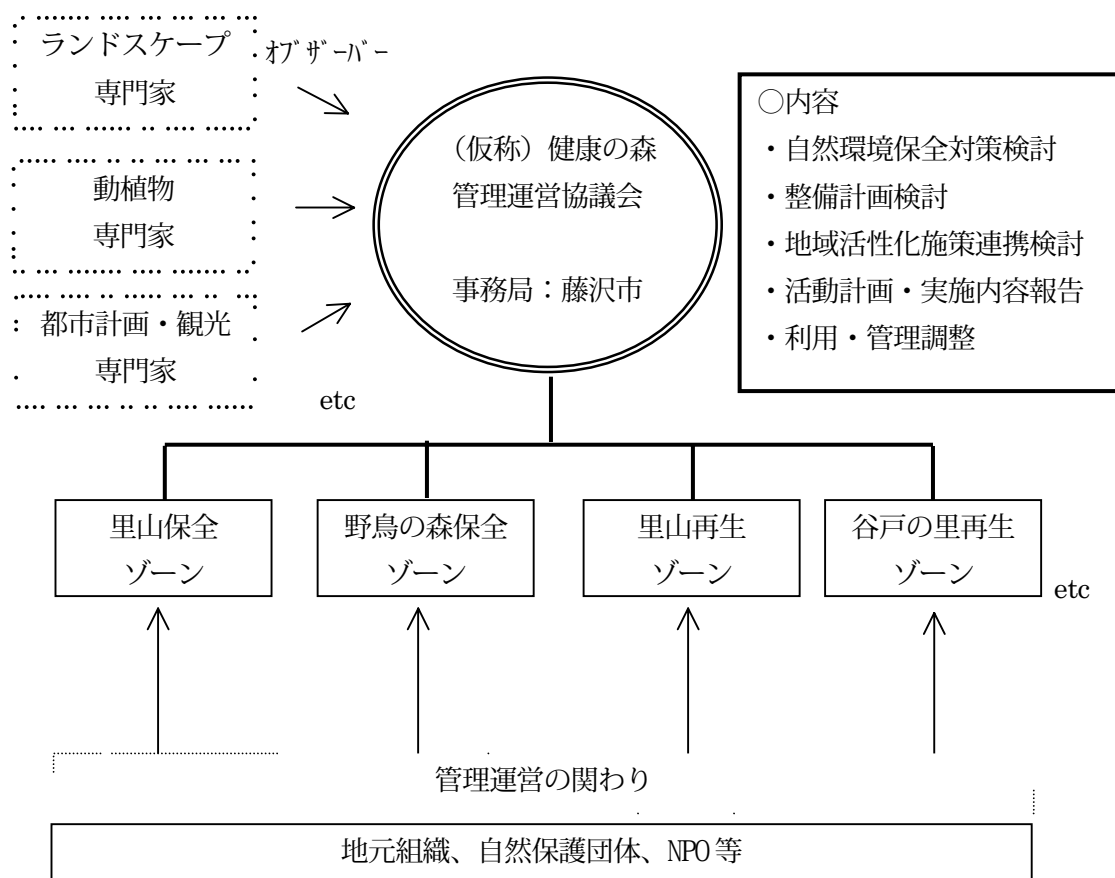 ランドスケープ
専門家
ｵﾌﾞｻﾞｰﾊﾞｰ
動植物
専門家
都市計画・観光
専門家
etc
（仮称）健康の森
管理運営協議会
事務局：藤沢市
○内容
・自然環境保全対策検討
・整備計画検討
・地域活性化施策連携検討
・活動計画・実施内容報告
・利用・管理調整
里山保全
ゾーン
野鳥の森保全
ゾーン
里山再生
ゾーン
谷戸の里再生
ゾーン
etc
管理運営の関わり
地元組織、自然保護団体、NPO等